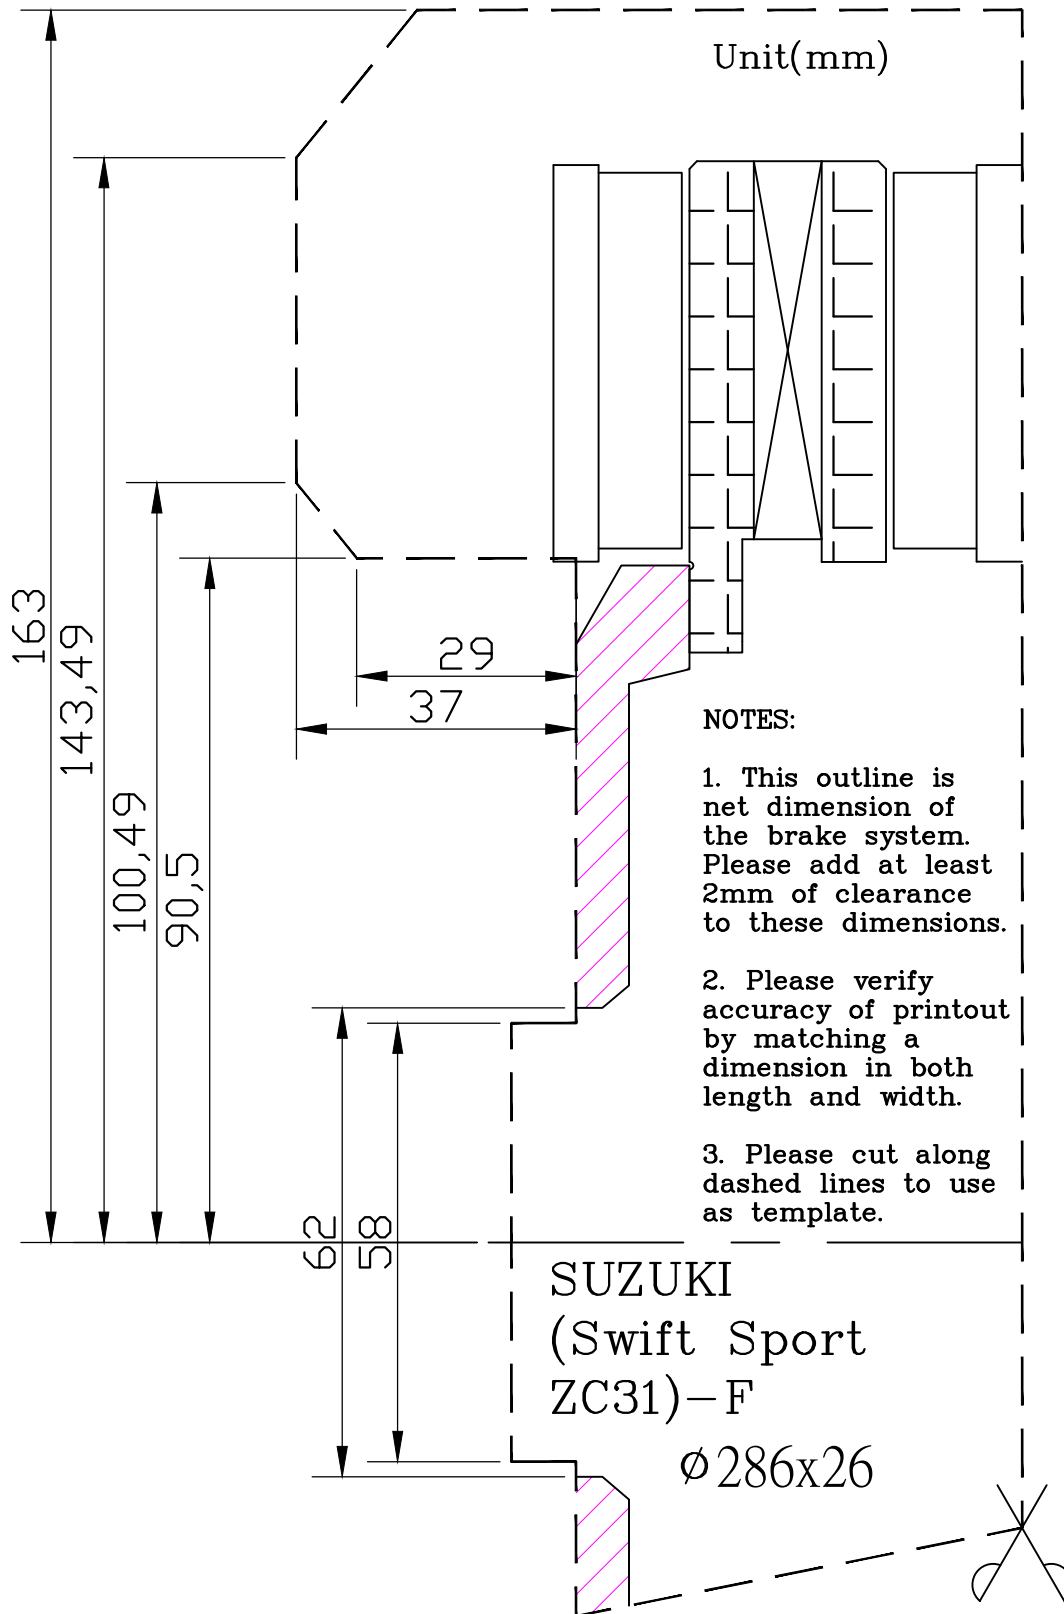 Unit(mm)
163
143,49
100,49
90,5
29
37
NOTES:
1. This outline is
net dimension of
the brake system.
Please add at least
2mm of clearance
to these dimensions.
2. Please verify
accuracy of printout
by matching a
dimension in both
length and width.
3. Please cut along
dashed lines to use
as template.
62
58
SUZUKI
(Swift Sport
ZC31)-F
ϕ286x26